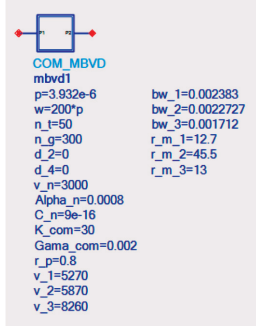 P1 P2
COM_MBVD
mbvd1
p=3.932e-6
w=200*p
n_t=50
n_g=300
d_2=0
d_4=0
v_n=3000
Alpha_n=0.0008
C_n=9e-16
K_com=30
Gama_com=0.002
r_p=0.8
v_1=5270
v_2=5870
v_3=8260
bw_1=0.002383
bw_2=0.0022727
bw_3=0.001712
r_m_1=12.7
r_m_2=45.5
r_m_3=13